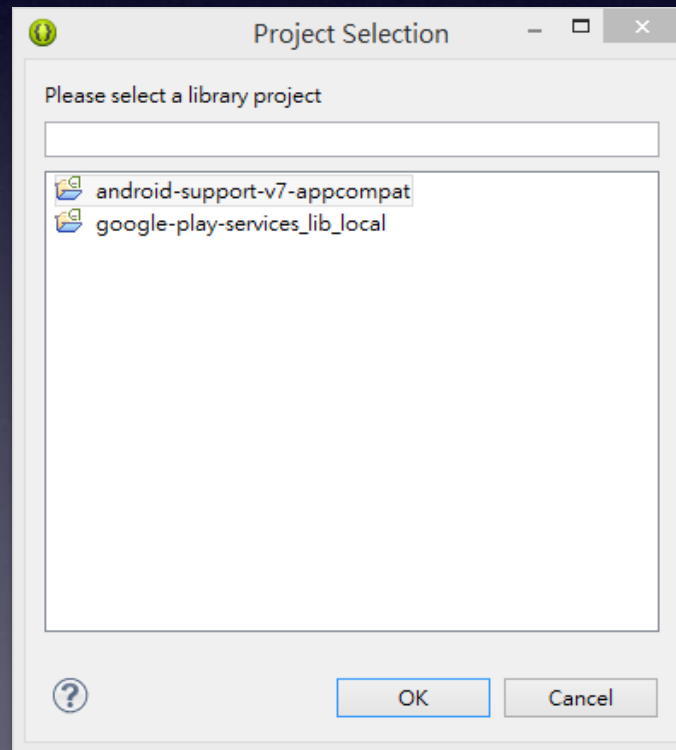 Project Selection
Please select a library project
android-support-v7-appcompat
google-play-services_lib_local
?
OK Cancel